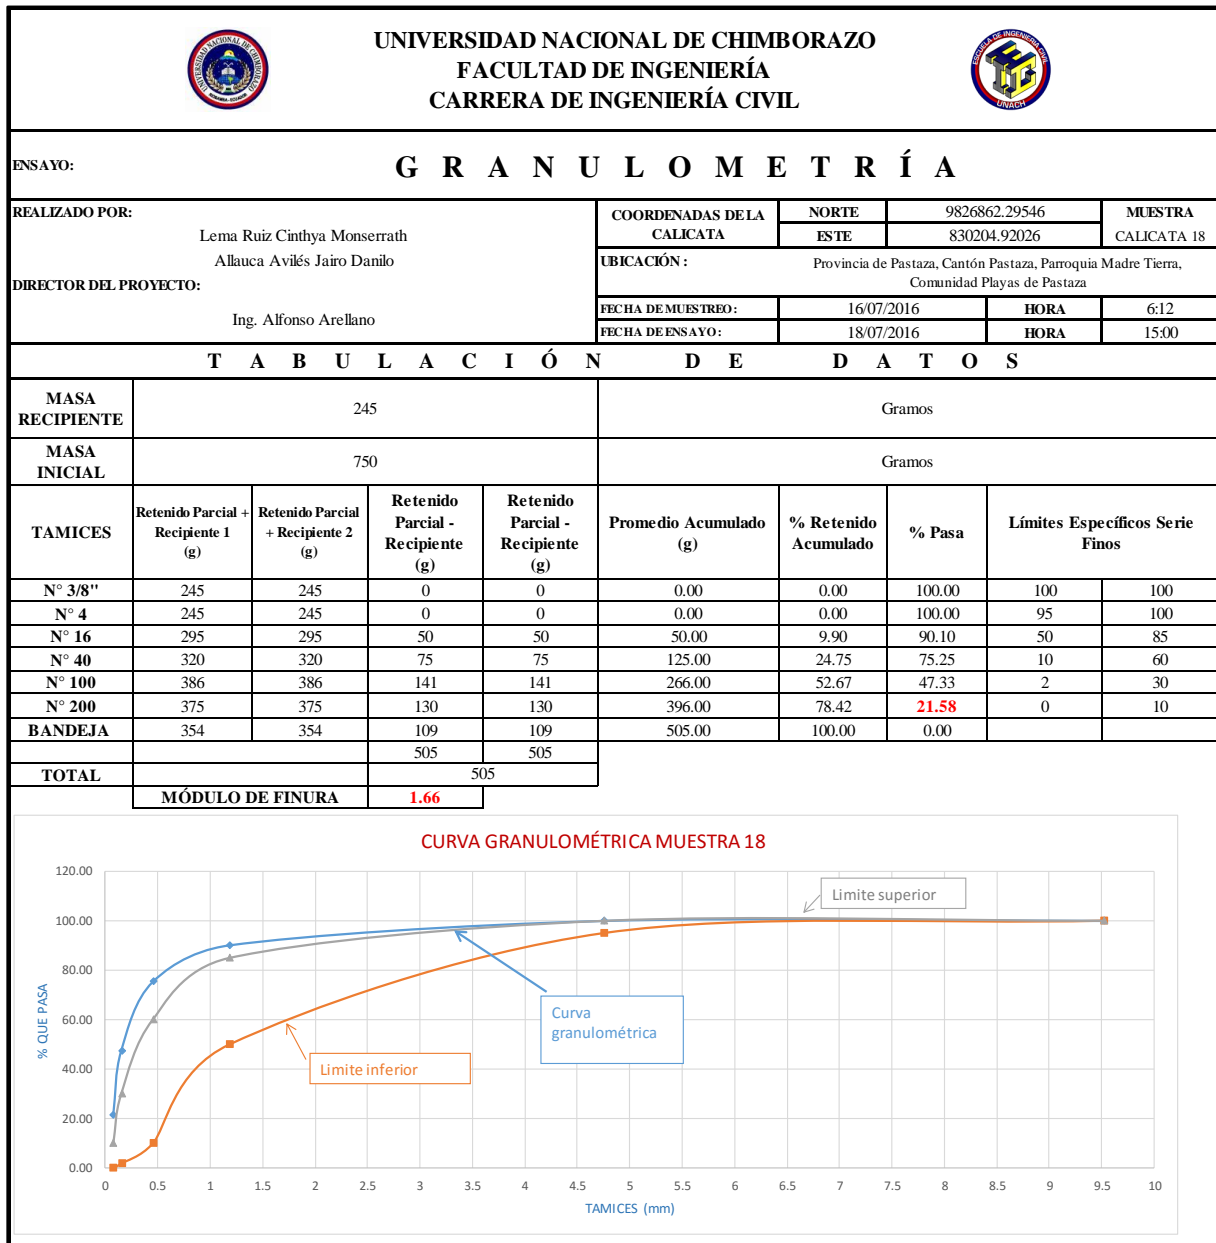 UNIVERSIDAD NACIONAL DE CHIMBORAZO
FACULTAD DE INGENIERÍA
CARRERA DE INGENIERÍA CIVIL
UNIVERSIDAD NACIONAL DE CHIMBORAZO
RIOBAMBA - ECUADOR
ESCUELA DE INGENIERIA CIVIL
UNACH
ENSAYO: G R A N U L O M E T R Í A
REALIZADO POR:
Lema Ruiz Cinthya Monserrath
Allauca Avilés Jairo Danilo
DIRECTOR DEL PROYECTO:
Ing. Alfonso Arellano
COORDENADAS DE LA CALICATA NORTE 9826862.29546 MUESTRA
ESTE 830204.92026 CALICATA 18
UBICACIÓN : Provincia de Pastaza, Cantón Pastaza, Parroquia Madre Tierra,
Comunidad Playas de Pastaza
FECHA DE MUESTREO: 16/07/2016 HORA 6:12
FECHA DE ENSAYO: 18/07/2016 HORA 15:00
T A B U L A C I Ó N D E D A T O S
MASA RECIPIENTE 245 Gramos
MASA INICIAL 750 Gramos
TAMICES Retenido Parcial + Recipiente 1 (g) Retenido Parcial + Recipiente 2 (g) Retenido Parcial - Recipiente (g) Retenido Parcial - Recipiente (g) Promedio Acumulado (g) % Retenido Acumulado % Pasa Límites Específicos Serie Finos
N° 3/8" 245 245 0 0 0.00 0.00 100.00 100 100
N° 4 245 245 0 0 0.00 0.00 100.00 95 100
N° 16 295 295 50 50 50.00 9.90 90.10 50 85
N° 40 320 320 75 75 125.00 24.75 75.25 10 60
N° 100 386 386 141 141 266.00 52.67 47.33 2 30
N° 200 375 375 130 130 396.00 78.42 21.58 0 10
BANDEJA 354 354 109 109 505.00 100.00 0.00
505 505
TOTAL 505
MÓDULO DE FINURA 1.66
CURVA GRANULOMÉTRICA MUESTRA 18
120.00
100.00
80.00
60.00
40.00
20.00
0.00
% QUE PASA
Limite superior
Curva
granulométrica
Limite inferior
0 0.5 1 1.5 2 2.5 3 3.5 4 4.5 5 5.5 6 6.5 7 7.5 8 8.5 9 9.5 10
TAMICES (mm)